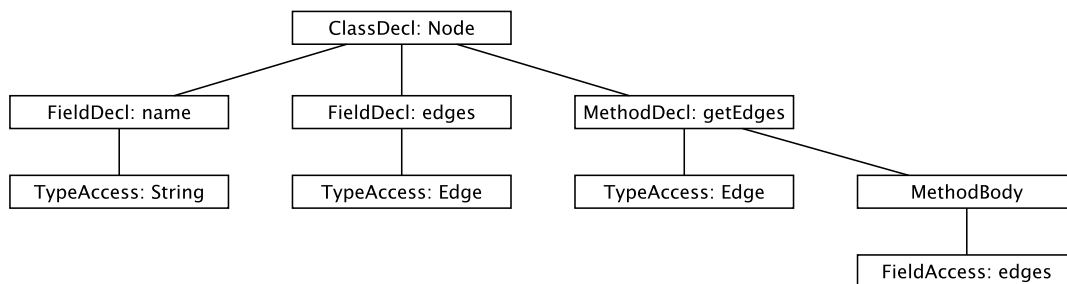 ClassDecl: Node
FieldDecl: name
FieldDecl: edges
MethodDecl: getEdges
TypeAccess: String
TypeAccess: Edge
TypeAccess: Edge
MethodBody
FieldAccess: edges